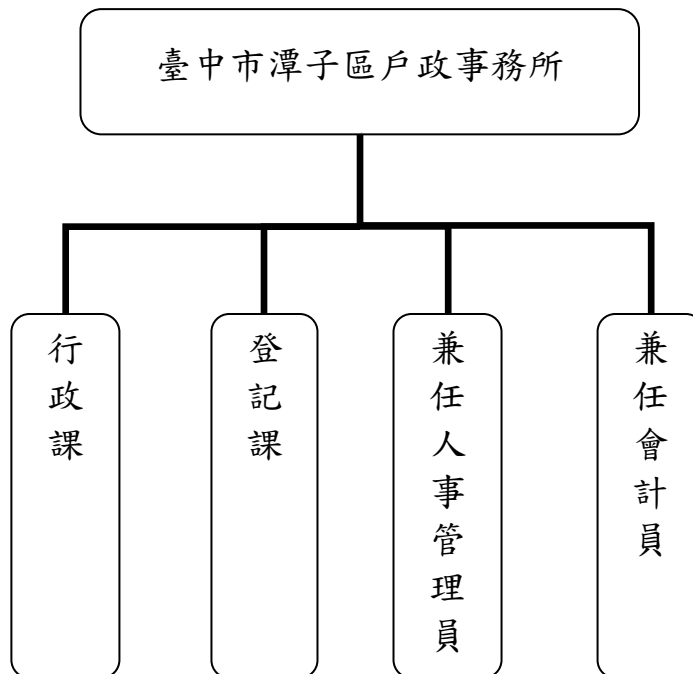 臺中市潭子區戶政事務所
行政課
登記課
兼任人事管理員
兼任會計員